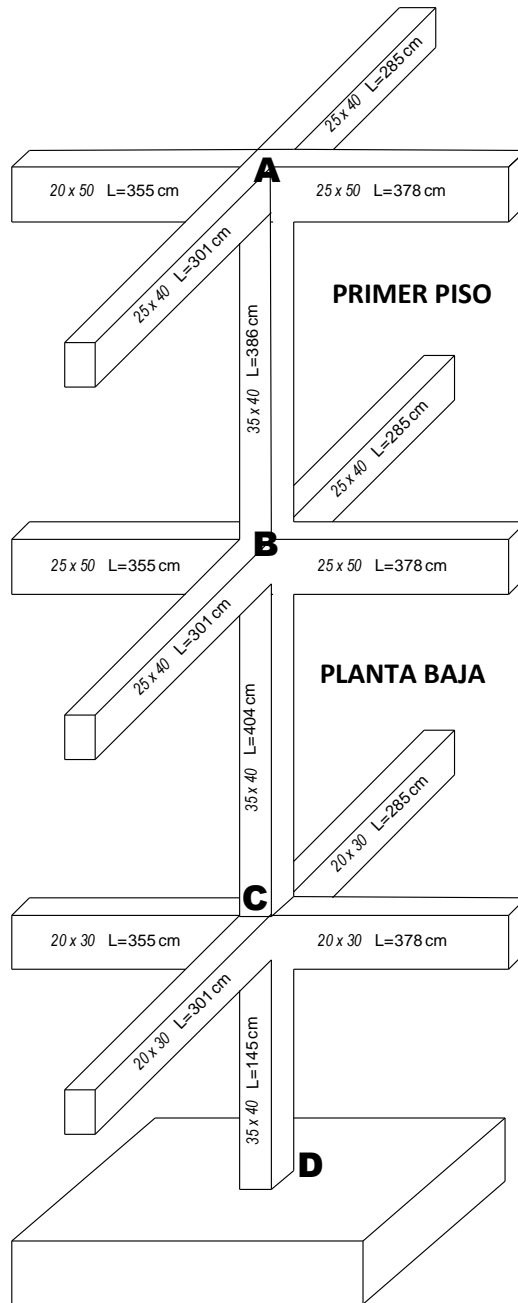 25 x 40 L=285 cm
A
20 x 50 L=355 cm
25 x 50 L=378 cm
25 x 40 L=301 cm
PRIMER PISO
35 x 40 L=386 cm
25 x 40 L=285 cm
B
25 x 50 L=355 cm
25 x 50 L=378 cm
25 x 40 L=301 cm
PLANTA BAJA
35 x 40 L=404 cm
20 x 30 L=285 cm
C
20 x 30 L=355 cm
20 x 30 L=378 cm
20 x 30 L=301 cm
35 x 40 L=145 cm
D